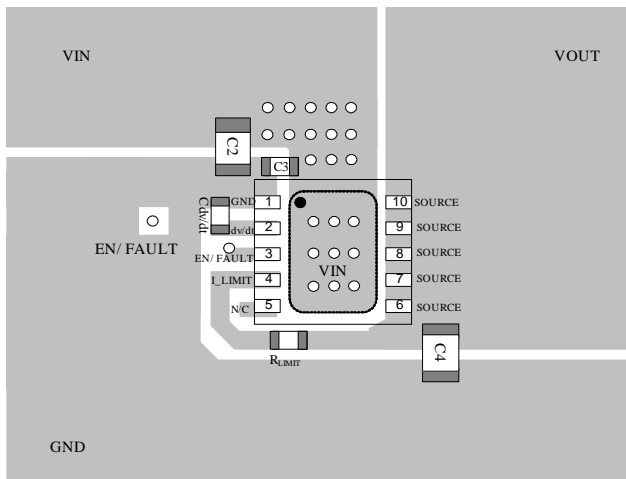 VIN
VOUT
C2
C3
Cdv/dt
GND
1
10
SOURCE
dv/dt
2
9
SOURCE
EN/ FAULT
EN/ FAULT
3
8
SOURCE
VIN
I_LIMIT
4
7
SOURCE
N/C
5
6
SOURCE
RLIMIT
C4
GND